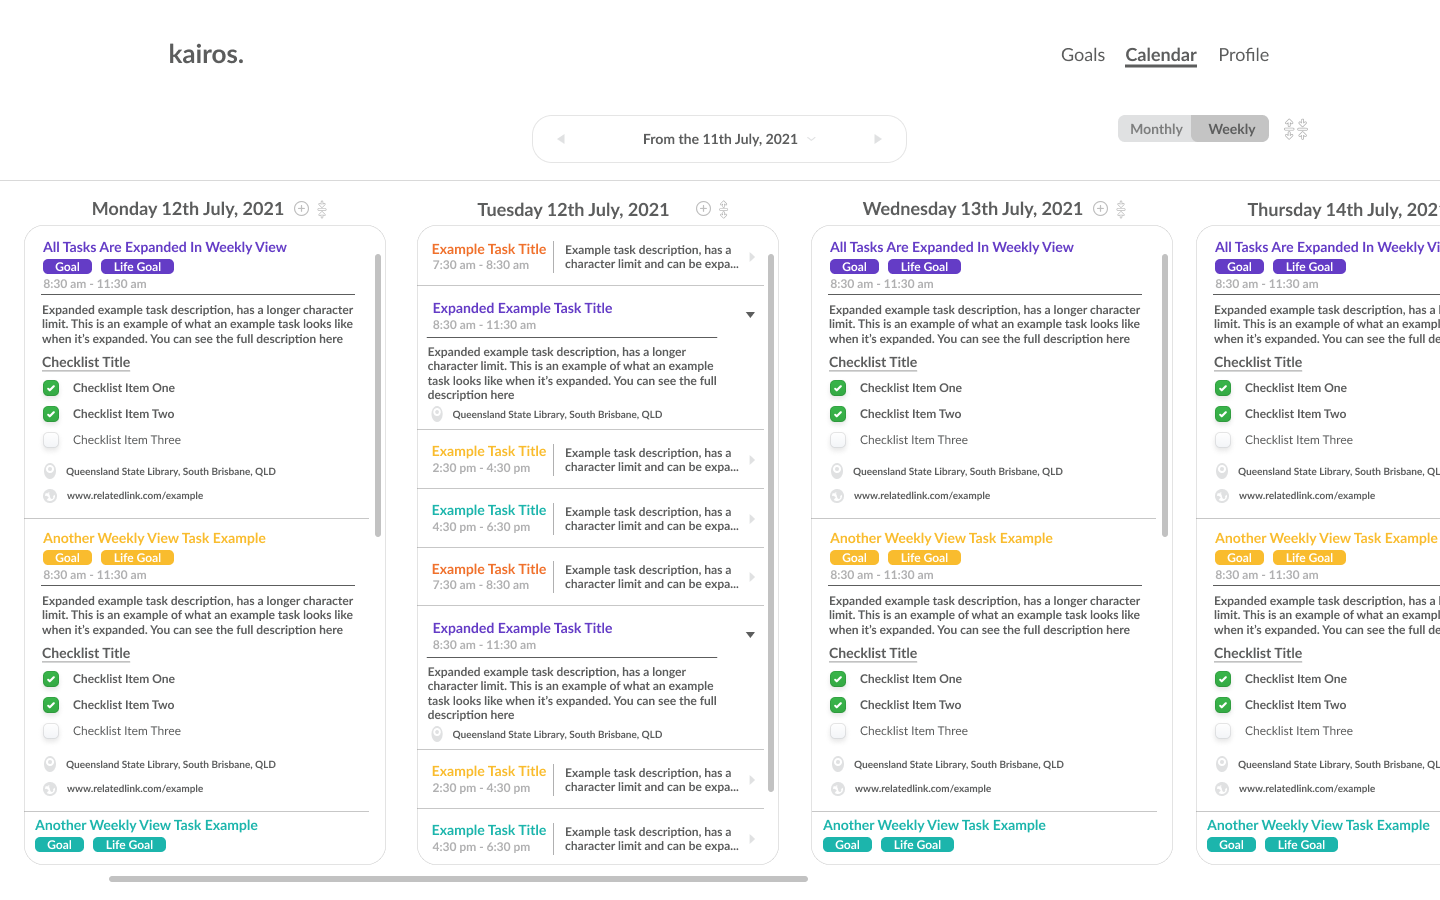 kairos.
Goals Calendar Profile
From the 11th July, 2021
Monthly Weekly
Monday 12th July, 2021
All Tasks Are Expanded In Weekly View
Goal Life Goal
8:30 am - 11:30 am
Expanded example task description, has a longer character
limit. This is an example of what an example task looks like
when it's expanded. You can see the full description here
Checklist Title
Checklist Item One
Checklist Item Two
Checklist Item Three
Queensland State Library, South Brisbane, QLD
www.relatedlink.com/example
Another Weekly View Task Example
Goal Life Goal
8:30 am - 11:30 am
Expanded example task description, has a longer character
limit. This is an example of what an example task looks like
when it's expanded. You can see the full description here
Checklist Title
Checklist Item One
Checklist Item Two
Checklist Item Three
Queensland State Library, South Brisbane, QLD
www.relatedlink.com/example
Another Weekly View Task Example
Goal Life Goal
Tuesday 12th July, 2021
Example Task Title
7:30 am - 8:30 am
Example task description, has a
character limit and can be expa...
Expanded Example Task Title
8:30 am - 11:30 am
Expanded example task description, has a longer
character limit. This is an example of what an example
task looks like when it's expanded. You can see the full
description here
Queensland State Library, South Brisbane, QLD
Example Task Title
2:30 pm - 4:30 pm
Example task description, has a
character limit and can be expa...
Example Task Title
4:30 pm - 6:30 pm
Example task description, has a
character limit and can be expa...
Example Task Title
7:30 am - 8:30 am
Example task description, has a
character limit and can be expa...
Expanded Example Task Title
8:30 am - 11:30 am
Expanded example task description, has a longer
character limit. This is an example of what an example
task looks like when it's expanded. You can see the full
description here
Queensland State Library, South Brisbane, QLD
Example Task Title
2:30 pm - 4:30 pm
Example task description, has a
character limit and can be expa...
Example Task Title
4:30 pm - 6:30 pm
Example task description, has a
character limit and can be expa...
Wednesday 13th July, 2021
All Tasks Are Expanded In Weekly View
Goal Life Goal
8:30 am - 11:30 am
Expanded example task description, has a longer character
limit. This is an example of what an example task looks like
when it's expanded. You can see the full description here
Checklist Title
Checklist Item One
Checklist Item Two
Checklist Item Three
Queensland State Library, South Brisbane, QLD
www.relatedlink.com/example
Another Weekly View Task Example
Goal Life Goal
8:30 am - 11:30 am
Expanded example task description, has a longer character
limit. This is an example of what an example task looks like
when it's expanded. You can see the full description here
Checklist Title
Checklist Item One
Checklist Item Two
Checklist Item Three
Queensland State Library, South Brisbane, QLD
www.relatedlink.com/example
Another Weekly View Task Example
Goal Life Goal
Thursday 14th July, 202
All Tasks Are Expanded In Weekly Vi
Goal Life Goal
8:30 am - 11:30 am
Expanded example task description, has a l
limit. This is an example of what an exampl
when it's expanded. You can see the full de
Checklist Title
Checklist Item One
Checklist Item Two
Checklist Item Three
Queensland State Library, South Brisbane, QL
www.relatedlink.com/example
Another Weekly View Task Example
Goal Life Goal
8:30 am - 11:30 am
Expanded example task description, has a l
limit. This is an example of what an exampl
when it's expanded. You can see the full de
Checklist Title
Checklist Item One
Checklist Item Two
Checklist Item Three
Queensland State Library, South Brisbane, QL
www.relatedlink.com/example
Another Weekly View Task Example
Goal Life Goal